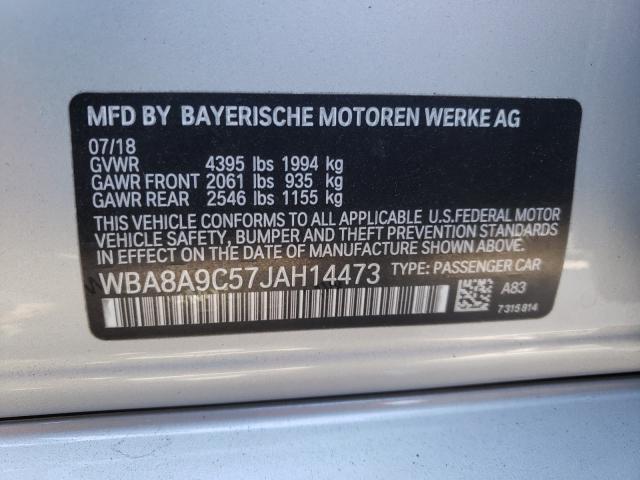 MFD BY BAYERISCHE MOTOREN WERKE AG
07/18
GVWR 4395 lbs 1994 kg
GAWR FRONT 2061 lbs 935 kg
GAWR REAR 2546 lbs 1155 kg
THIS VEHICLE CONFORMS TO ALL APPLICABLE U.S.FEDERAL MOTOR
VEHICLE SAFETY, BUMPER AND THEFT PREVENTION STANDARDS
IN EFFECT ON THE DATE OF MANUFACTURE SHOWN ABOVE.
WBA8A9C57JAH14473 TYPE: PASSENGER CAR
A83
7315814